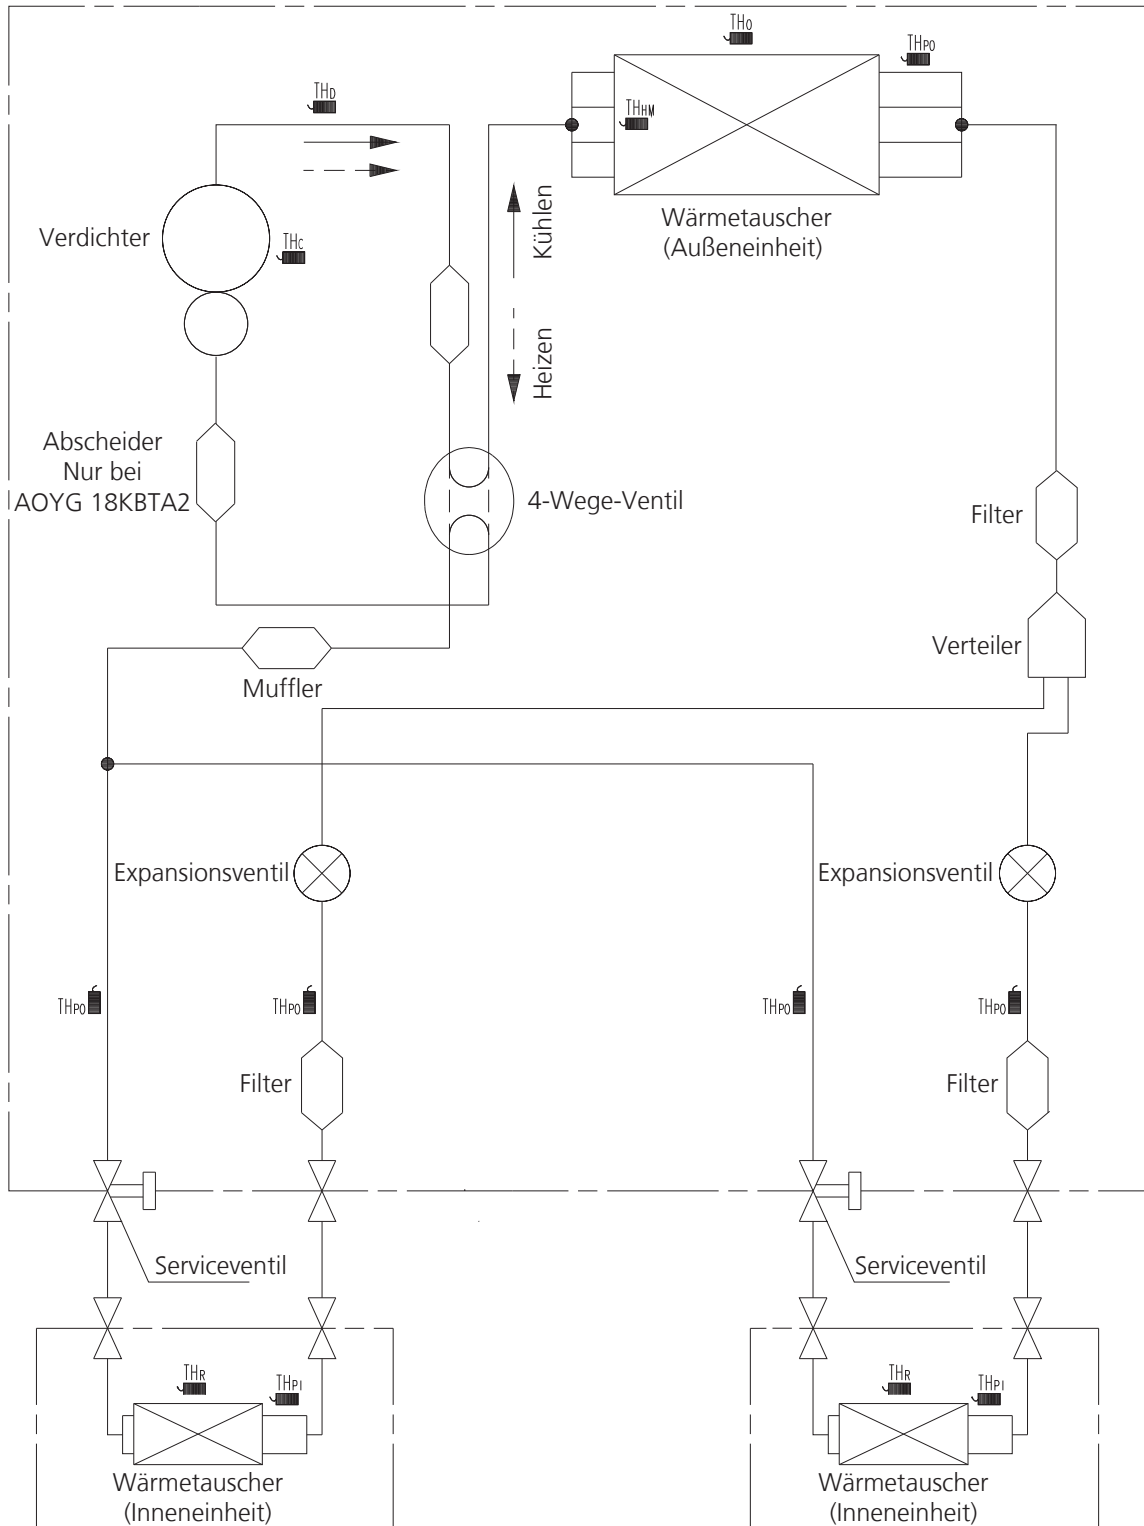 THO
THPO
THD
THHM
Verdichter
THC
Kühlen
Heizen
Wärmetauscher
(Außeneinheit)
Abscheider
Nur bei
AOYG 18KBTA2
4-Wege-Ventil
Filter
Verteiler
Muffler
Expansionsventil
Expansionsventil
THPO
THPO
THPO
THPO
Filter
Filter
Serviceventil
Serviceventil
THR
THPI
THR
THPI
Wärmetauscher
(Inneneinheit)
Wärmetauscher
(Inneneinheit)